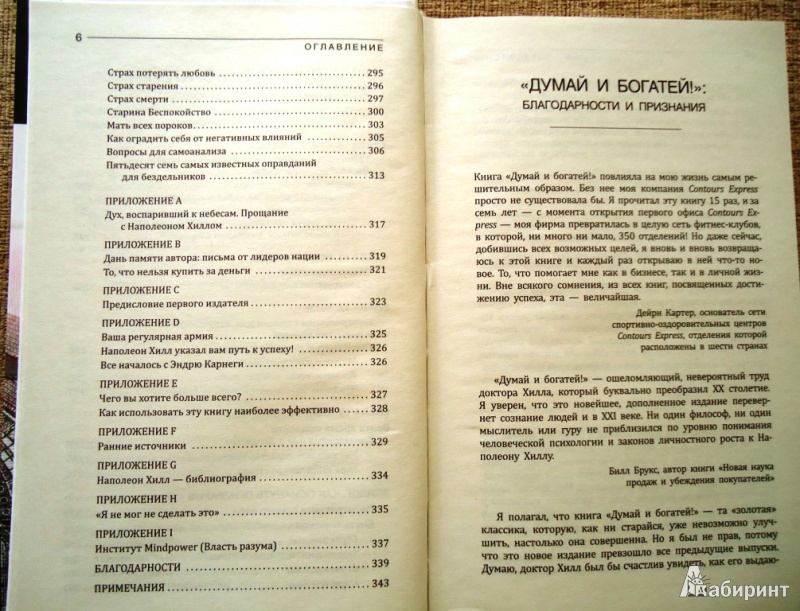 6
ОГЛАВЛЕНИЕ
Страх потерять любовь 295
Страх старения 296
Страх смерти 297
Старина Беспокойство 300
Мать всех пороков 303
Как оградить себя от негативных влияний 305
Вопросы для самоанализа 306
Пятьдесят семь самых известных оправданий
для бездельников 313
ПРИЛОЖЕНИЕ A
Дух, воспаривший к небесам. Прощание
с Наполеоном Хиллом 317
ПРИЛОЖЕНИЕ B
Дань памяти автора: письма от лидеров нации 319
То, что нельзя купить за деньги 321
ПРИЛОЖЕНИЕ C
Предисловие первого издателя 323
ПРИЛОЖЕНИЕ D
Ваша регулярная армия 325
Наполеон Хилл указал вам путь к успеху! 326
Все началось с Эндрю Карнеги 326
ПРИЛОЖЕНИЕ E
Чего вы хотите больше всего? 327
Как использовать эту книгу наиболее эффективно 328
ПРИЛОЖЕНИЕ F
Ранние источники 329
ПРИЛОЖЕНИЕ G
Наполеон Хилл — библиография 334
ПРИЛОЖЕНИЕ H
«Я не мог не сделать это» 335
ПРИЛОЖЕНИЕ I
Институт Mindpower (Власть разума) 337
БЛАГОДАРНОСТИ 339
ПРИМЕЧАНИЯ 343
«ДУМАЙ И БОГАТЕЙ!»:
БЛАГОДАРНОСТИ И ПРИЗНАНИЯ
Книга «Думай и богатей!» повлияла на мою жизнь самым ре-
шительным образом. Без нее моя компания Contours Express
просто не существовала бы. Я прочитал эту книгу 15 раз, и за
семь лет — с момента открытия первого офиса Contours Ex-
press — моя фирма превратилась в целую сеть фитнес-клубов,
в которой, ни много ни мало, 350 отделений! Но даже сейчас,
добившись всех возможных целей, я вновь и вновь возвраща-
юсь к этой книге и каждый раз открываю в ней что-то но-
вое. То, что помогает мне как в бизнесе, так и в личной жиз-
ни. Вне всякого сомнения, из всех книг, посвященных дости-
жению успеха, эта — величайшая.
Дейрн Картер, основатель сети
спортивно-оздоровительных центров
Contours Express, отделения которой
расположены в шести странах
«Думай и богатей!» — ошеломляющий, невероятный труд
доктора Хилла, который буквально преобразил XX столетие.
Я уверен, что это новейшее, дополненное издание перевер-
нет сознание людей и в XXI веке. Ни один философ, ни один
мыслитель или гуру не приблизился по уровню понимания
человеческой психологии и законов личностного роста к На-
полеону Хиллу.
Билл Брукс, автор книги «Новая наука
продаж и убеждения покупателей»
Я полагал, что книга «Думай и богатей!» — та «золотая»
классика, которую, как ни старайся, уже невозможно улуч-
шить, настолько она совершенна. Но я был не прав, потому
что это новое издание превзошло все предыдущие выпуски.
Думаю, доктор Хилл был бы счастлив увидеть, как его выдаю-
Лабиринт